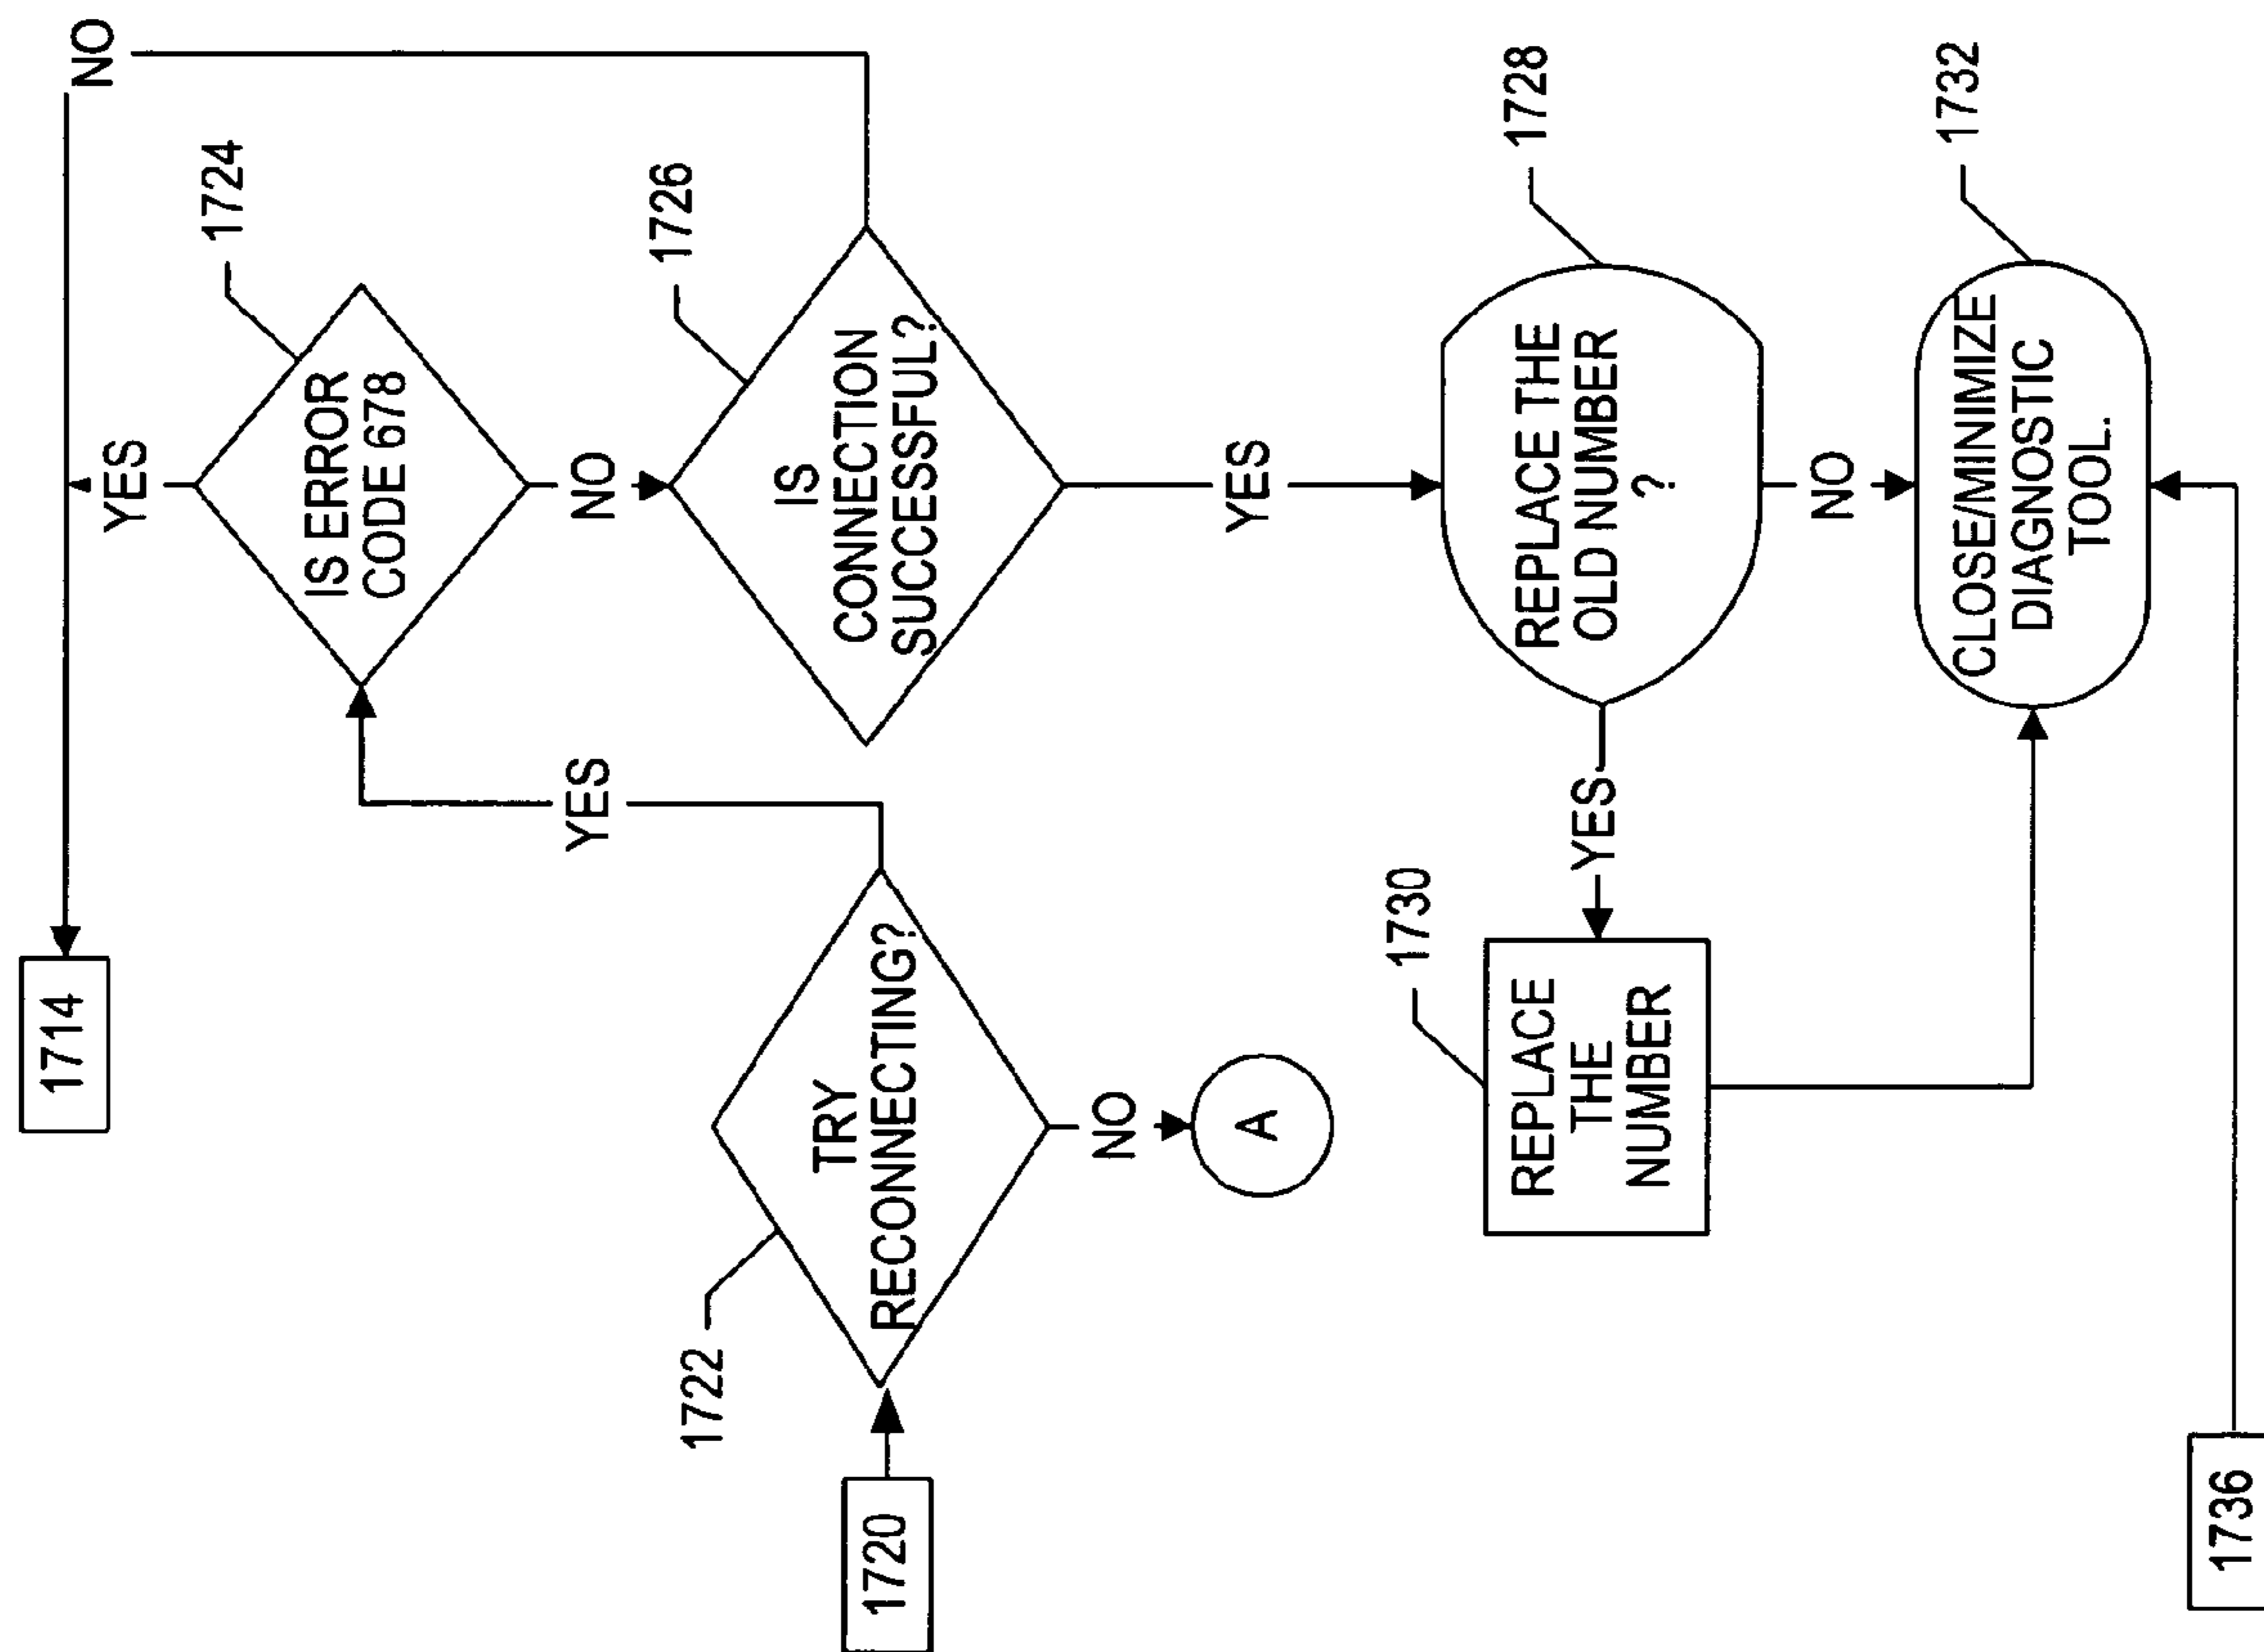 1714
NO
YES
1724
IS ERROR
CODE 678
NO
1726
IS
CONNECTION
SUCCESSFUL?
YES
1720
1722
TRY
RECONNECTING?
YES
NO
A
1728
REPLACE THE
OLD NUMBER
?
YES
1730
REPLACE
THE
NUMBER
NO
1732
CLOSE/MINIMIZE
DIAGNOSTIC
TOOL.
1736